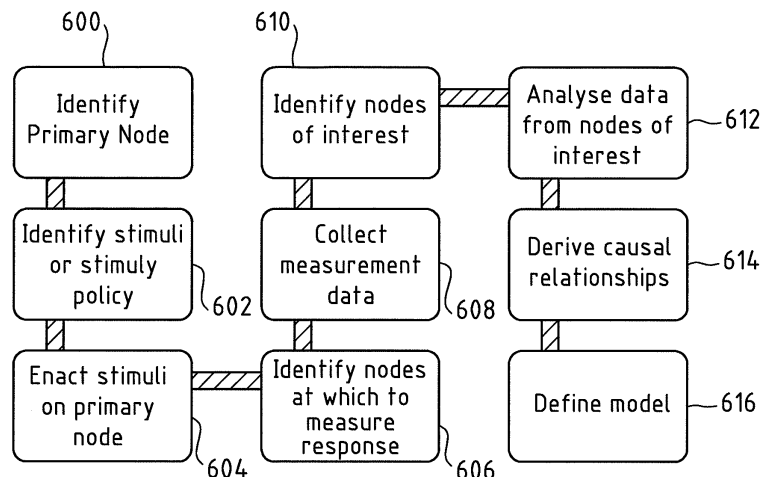 600
Identify
Primary Node
Identify stimuli
or stimuly
policy
602
Enact stimuli
on primary
node
604
Identify nodes
at which to
measure
response
606
Collect
measurement
data
608
610
Identify nodes
of interest
Analyse data
from nodes of
interest
612
Derive causal
relationships
614
Define model
616